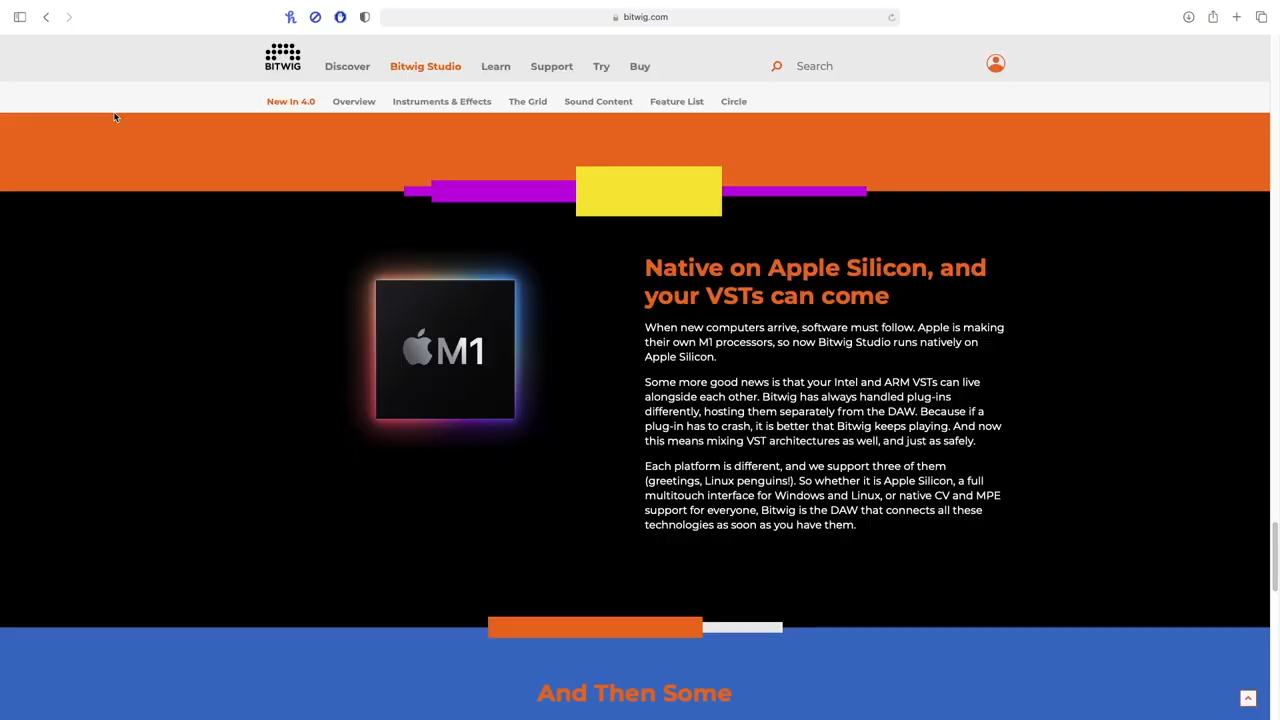 bitwig.com
BITWIG
Discover
Bitwig Studio
Learn
Support
Try
Buy
Search
New In 4.0
Overview
Instruments & Effects
The Grid
Sound Content
Feature List
Circle
M1
Native on Apple Silicon, and
your VSTs can come
When new computers arrive, software must follow. Apple is making
their own M1 processors, so now Bitwig Studio runs natively on
Apple Silicon.
Some more good news is that your Intel and ARM VSTs can live
alongside each other. Bitwig has always handled plug-ins
differently, hosting them separately from the DAW. Because if a
plug-in has to crash, it is better that Bitwig keeps playing. And now
this means mixing VST architectures as well, and just as safely.
Each platform is different, and we support three of them
(greetings, Linux penguins!). So whether it is Apple Silicon, a full
multitouch interface for Windows and Linux, or native CV and MPE
support for everyone, Bitwig is the DAW that connects all these
technologies as soon as you have them.
And Then Some